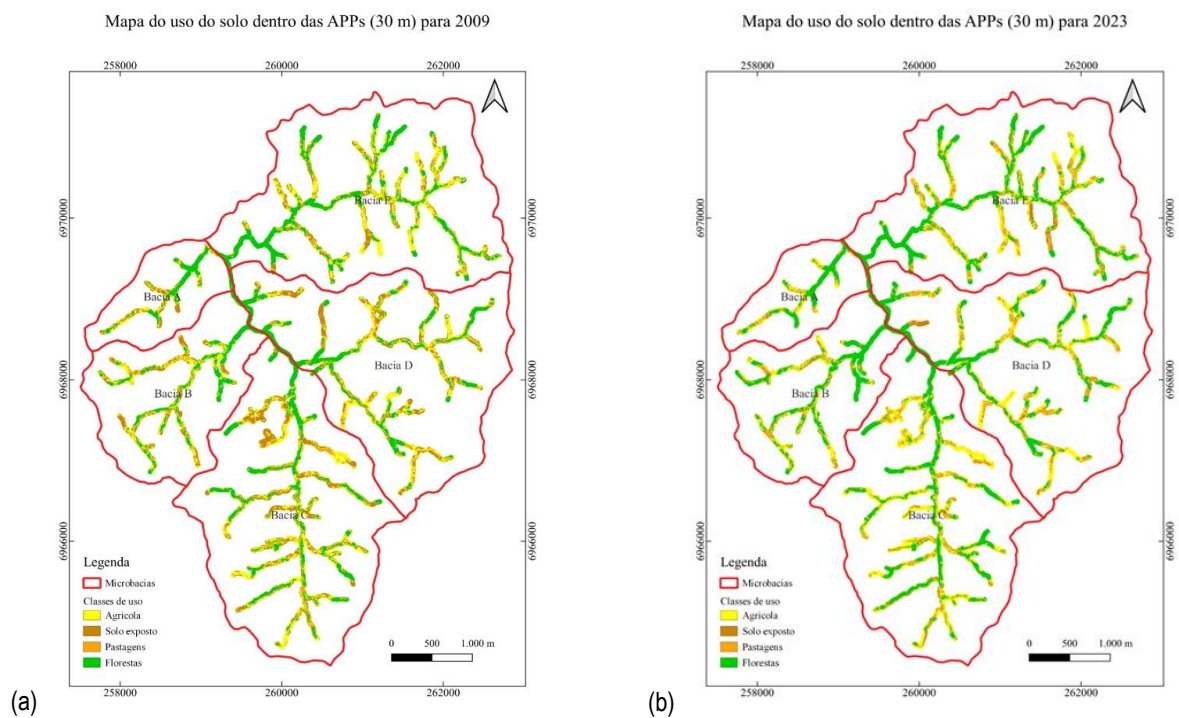 Mapa do uso do solo dentro das APPs (30 m) para 2009
258000 260000 262000
6970000
6968000
6966000
Bacia E
Bacia A
Bacia D
Bacia B
Bacia C
Legenda
Microbacias
Classes de uso
Agrícola
Solo exposto
Pastagens
Florestas
0 500 1.000 m
6970000
6968000
6966000
258000 260000 262000
(a)
Mapa do uso do solo dentro das APPs (30 m) para 2023
258000 260000 262000
6970000
6968000
6966000
Bacia E
Bacia A
Bacia D
Bacia B
Bacia C
Legenda
Microbacias
Classes de uso
Agrícola
Solo exposto
Pastagens
Florestas
0 500 1.000 m
6970000
6968000
6966000
258000 260000 262000
(b)